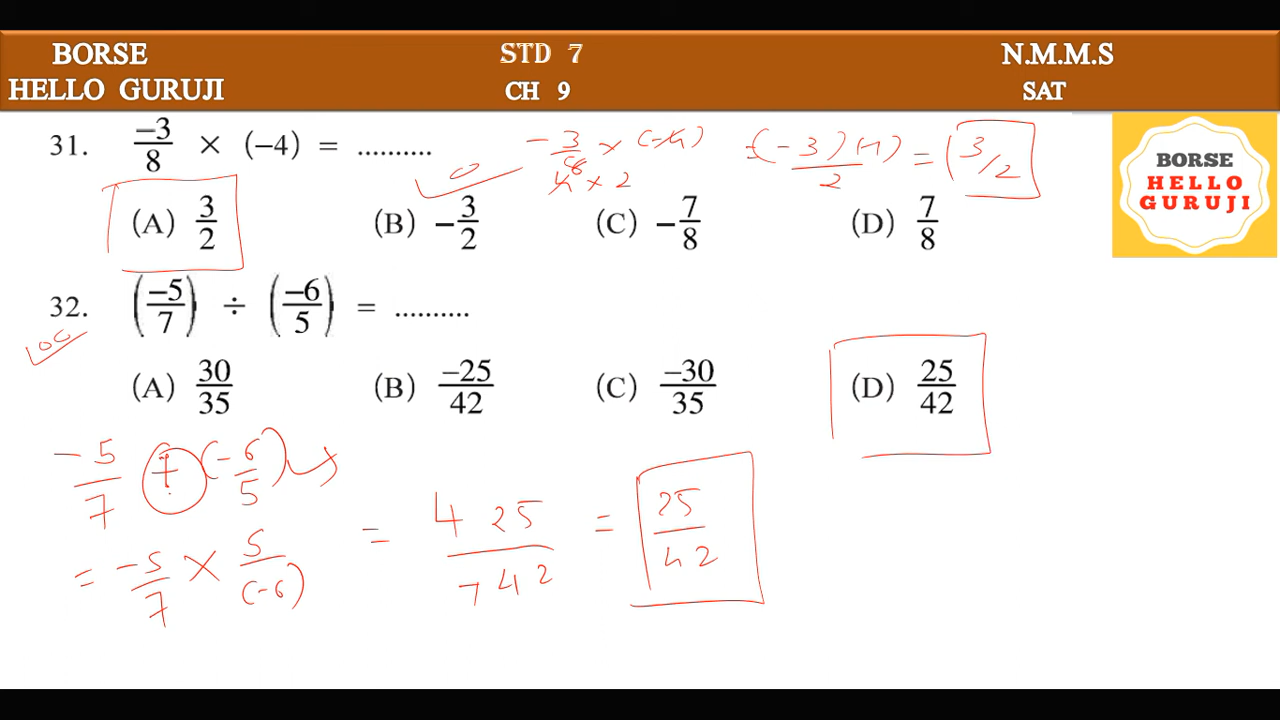 BORSE STD 7 N.M.M.S
HELLO GURUJI CH 9 SAT
31. -3/8 × (-4) = ..........
-3/8 × (-4) = (-3)(-1)/2 = 3/2
4 × 2
(A) 3/2 (B) -3/2 (C) -7/8 (D) 7/8
BORSE
HELLO
GURUJI
32. (-5/7) ÷ (-6/5) = ..........
(A) 30/35 (B) -25/42 (C) -30/35 (D) 25/42
-5/7 ÷ (-6/5)
= -5/7 × 5/(-6) = 25/42 = 25/42